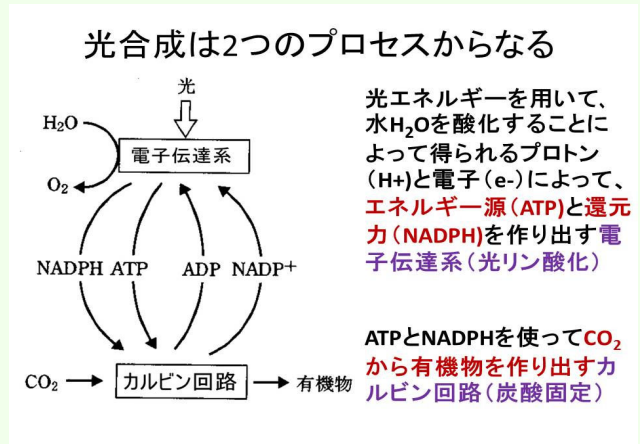 光合成は2つのプロセスからなる
光
H₂O
電子伝達系
O₂
NADPH ATP ADP NADP⁺
CO₂ カルビン回路 有機物
光エネルギーを用いて、
水H₂Oを酸化することに
よって得られるプロトン
(H+)と電子(e-)によって、
エネルギー源(ATP)と還元
力(NADPH)を作り出す電
子伝達系(光リン酸化)
ATPとNADPHを使ってCO₂
から有機物を作り出すカ
ルビン回路(炭酸固定)